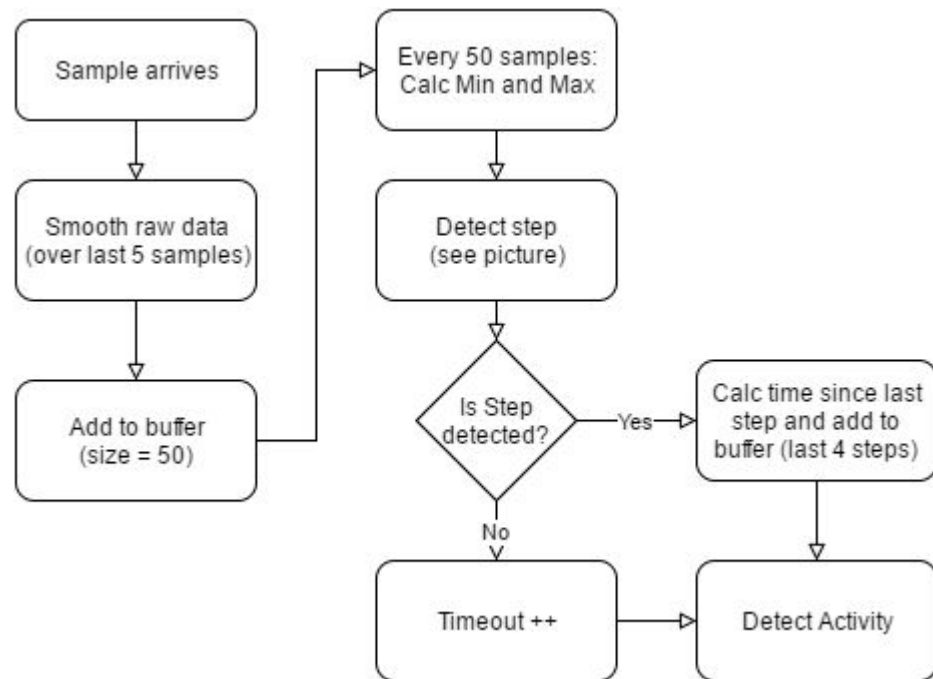 Sample arrives
Smooth raw data
(over last 5 samples)
Add to buffer
(size = 50)
Every 50 samples:
Calc Min and Max
Detect step
(see picture)
Is Step
detected?
Yes
Calc time since last
step and add to
buffer (last 4 steps)
No
Timeout ++
Detect Activity